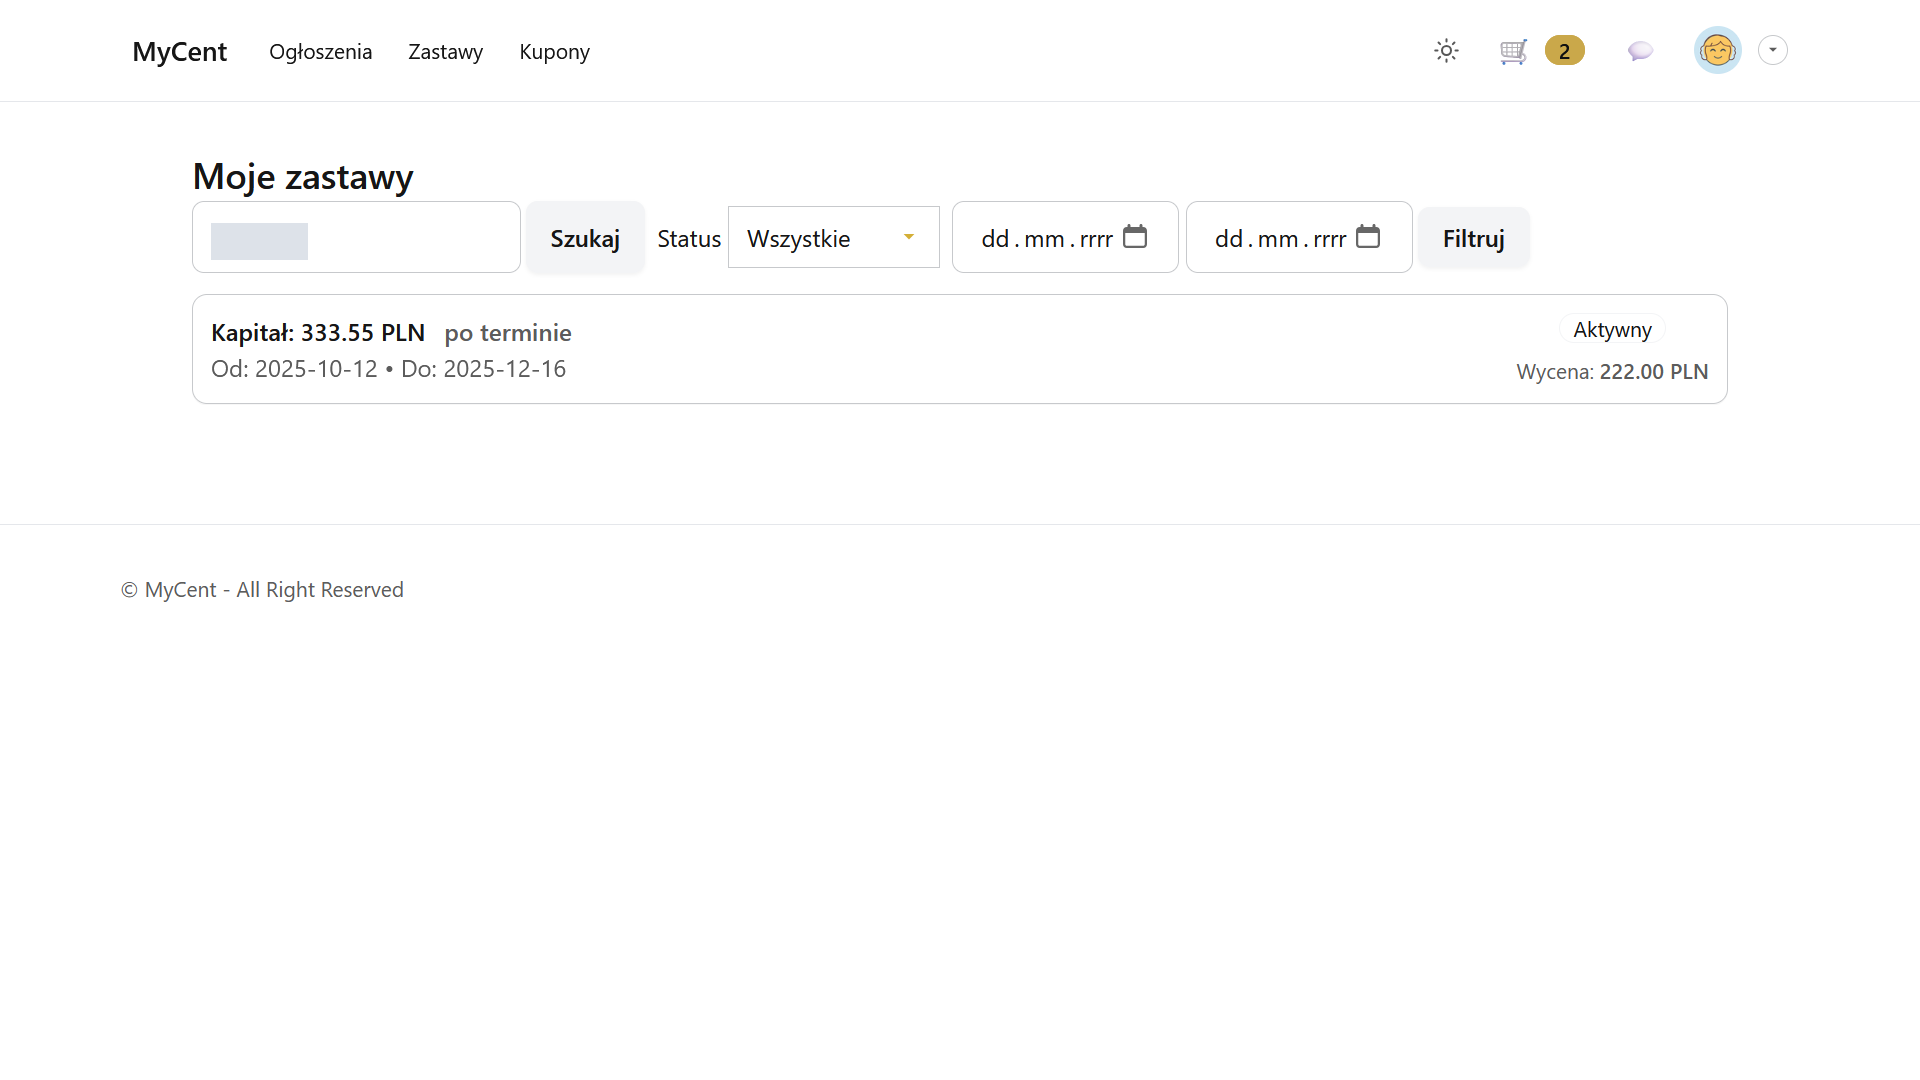 MyCent Ogłoszenia Zastawy Kupony 2
Moje zastawy
Szukaj Status Wszystkie dd.mm.rrrr dd.mm.rrrr Filtruj
Kapitał: 333.55 PLN po terminie Aktywny
Od: 2025-10-12 • Do: 2025-12-16 Wycena: 222.00 PLN
© MyCent - All Right Reserved